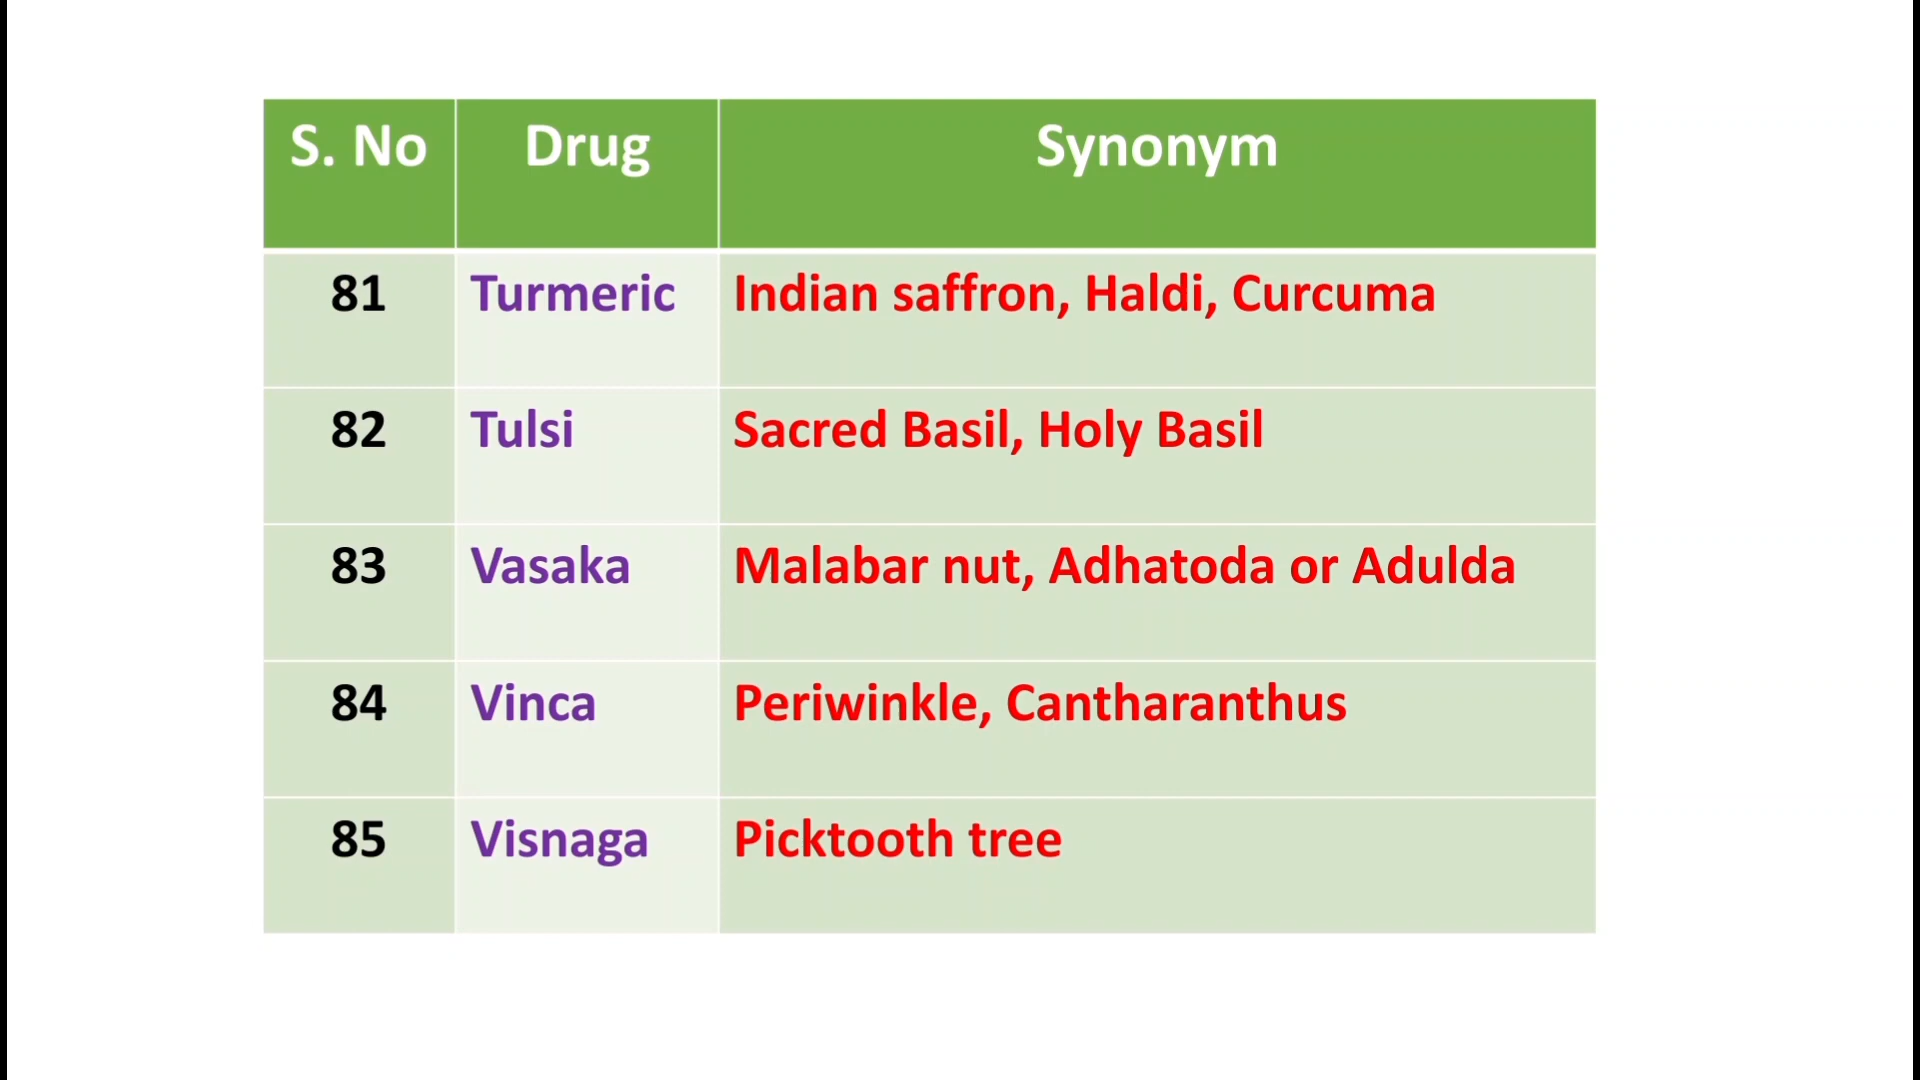 S. No Drug Synonym
81 Turmeric Indian saffron, Haldi, Curcuma
82 Tulsi Sacred Basil, Holy Basil
83 Vasaka Malabar nut, Adhatoda or Adulda
84 Vinca Periwinkle, Cantharanthus
85 Visnaga Picktooth tree